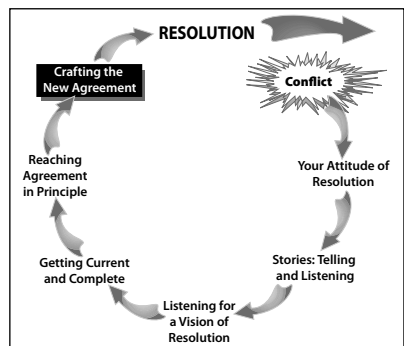 RESOLUTION
Conflict
Your Attitude of
Resolution
Stories: Telling
and Listening
Listening for
a Vision of
Resolution
Getting Current
and Complete
Reaching
Agreement
in Principle
Crafting the
New Agreement